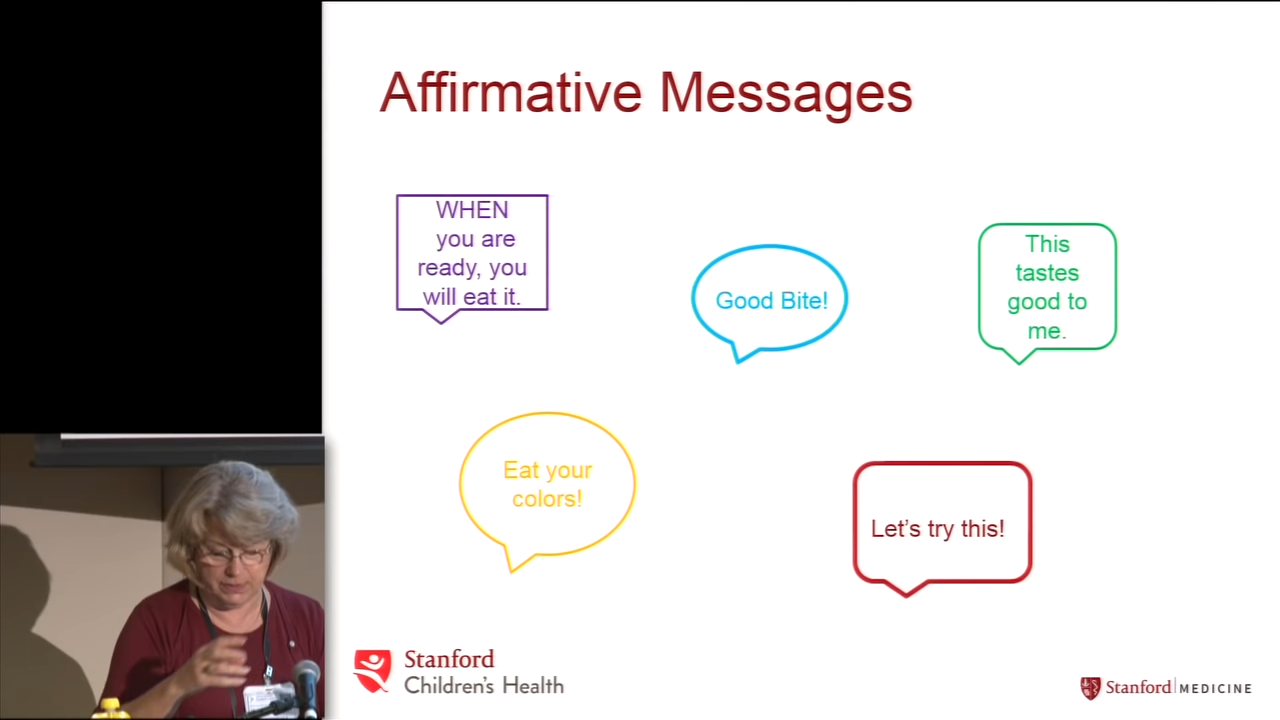 Affirmative Messages
WHEN
you are
ready, you
will eat it.
Good Bite!
This
tastes
good to
me.
Eat your
colors!
Let's try this!
Stanford
Children's Health
Stanford MEDICINE